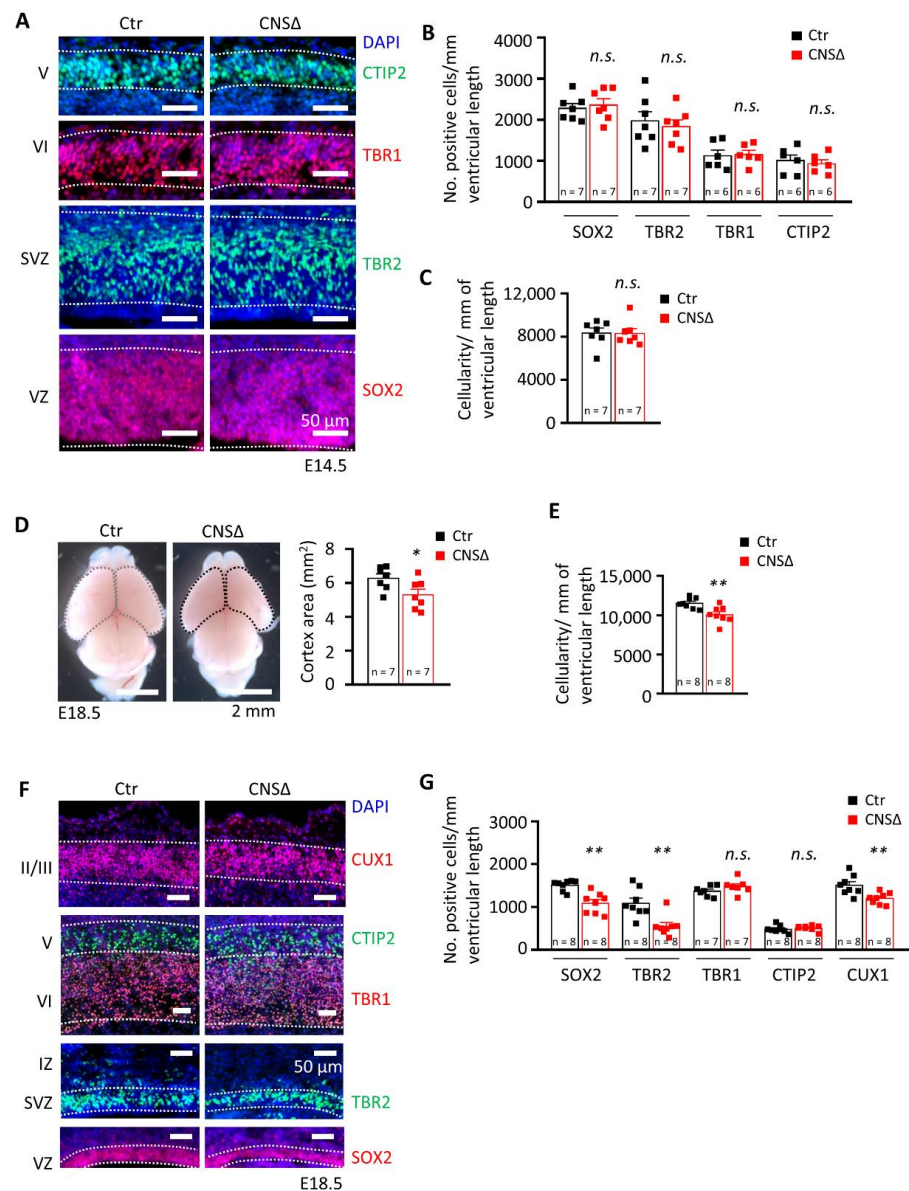 A
Ctr
CNSΔ
DAPI
V
CTIP2
VI
TBR1
SVZ
TBR2
VZ
SOX2
50 µm
E14.5
B
Ctr
CNSΔ
No. positive cells/mm
ventricular length
4000
3000
2000
1000
0
n.s.
n.s.
n.s.
n.s.
n = 7
n = 7
n = 7
n = 7
n = 6
n = 6
n = 6
n = 6
SOX2
TBR2
TBR1
CTIP2
C
Ctr
CNSΔ
Cellularity/ mm of
ventricular length
12,000
8000
4000
0
n.s.
n = 7
n = 7
D
Ctr
CNSΔ
E18.5
2 mm
Ctr
CNSΔ
Cortex area (mm²)
8
6
4
2
0
*
n = 7
n = 7
E
Ctr
CNSΔ
Cellularity/ mm of
ventricular length
15,000
10,000
5000
0
**
n = 8
n = 8
F
Ctr
CNSΔ
DAPI
II/III
CUX1
V
CTIP2
VI
TBR1
IZ
50 µm
SVZ
TBR2
VZ
SOX2
E18.5
G
Ctr
CNSΔ
No. positive cells/mm
ventricular length
3000
2000
1000
0
**
**
n.s.
n.s.
**
n = 8
n = 8
n = 8
n = 8
n = 7
n = 7
n = 8
n = 8
n = 8
n = 8
SOX2
TBR2
TBR1
CTIP2
CUX1